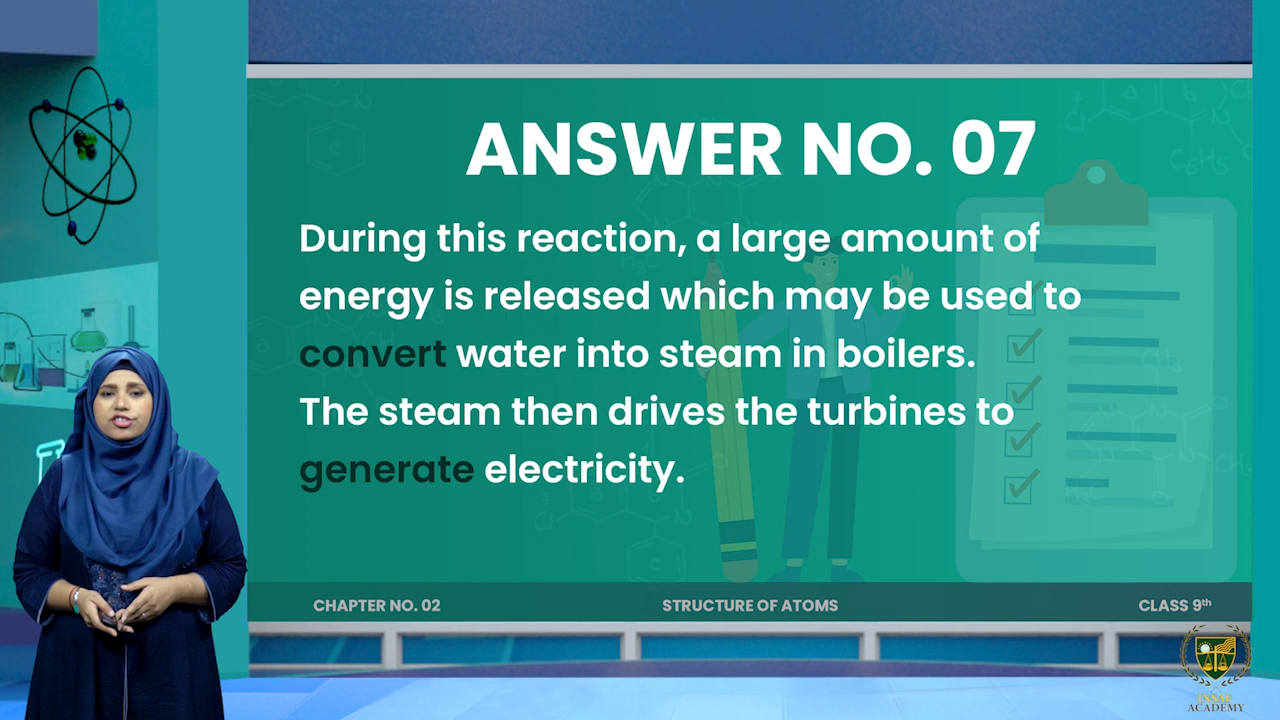 ANSWER NO. 07
During this reaction, a large amount of
energy is released which may be used to
convert water into steam in boilers.
The steam then drives the turbines to
generate electricity.
CHAPTER NO. 02
STRUCTURE OF ATOMS
CLASS 9th
INSAF
ACADEMY